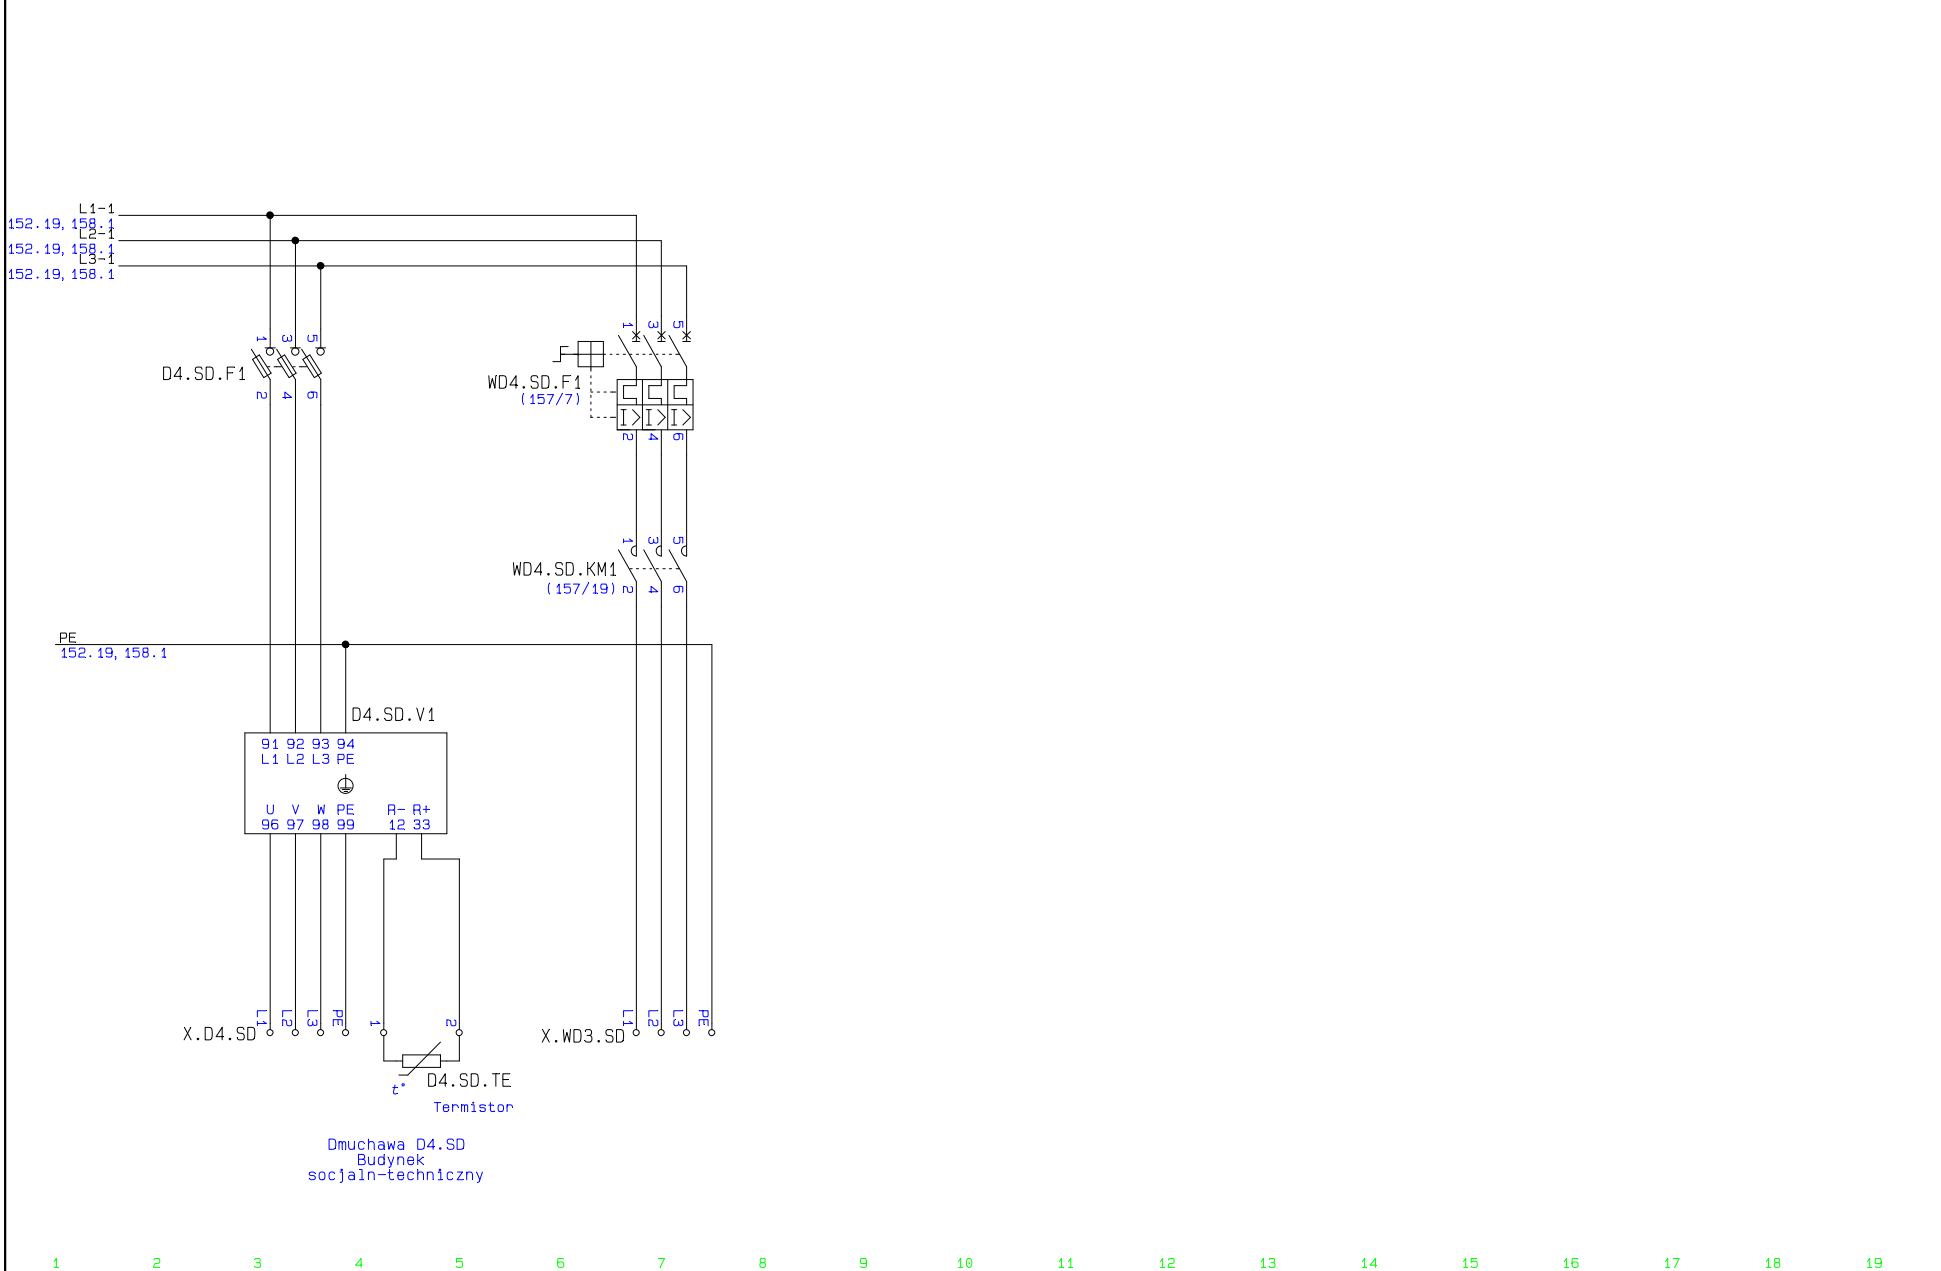 L1-1
152.19, 158.1
L2-1
152.19, 158.1
L3-1
152.19, 158.1
1 3 5
D4.SD.F1
2 4 6
1 3 5
WD4.SD.F1
(157/7)
I> I> I>
2 4 6
1 3 5
WD4.SD.KM1
(157/19)
2 4 6
PE
152.19, 158.1
D4.SD.V1
91 92 93 94
L1 L2 L3 PE
U V W PE R- R+
96 97 98 99 12 33
L1 L2 L3 PE 1 2
X.D4.SD
L1 L2 L3 PE
X.WD3.SD
D4.SD.TE
t°
Termistor
Dmuchawa D4.SD
Budynek
socjaln-techniczny
1 2 3 4 5 6 7 8 9 10 11 12 13 14 15 16 17 18 19